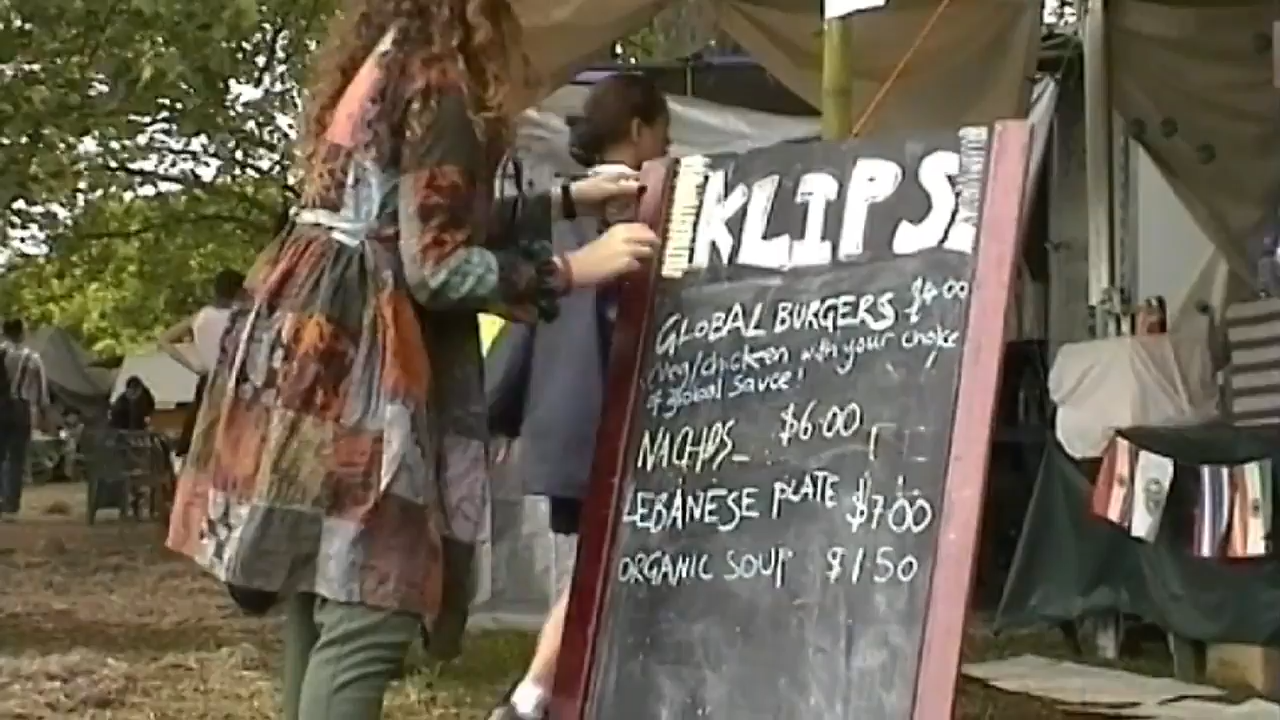 KLIPS
GLOBAL BURGERS $4.00
veg/chicken with your choice
of global sauce!
NACHOS $6.00
LEBANESE PLATE $7.00
ORGANIC SOUP $1.50